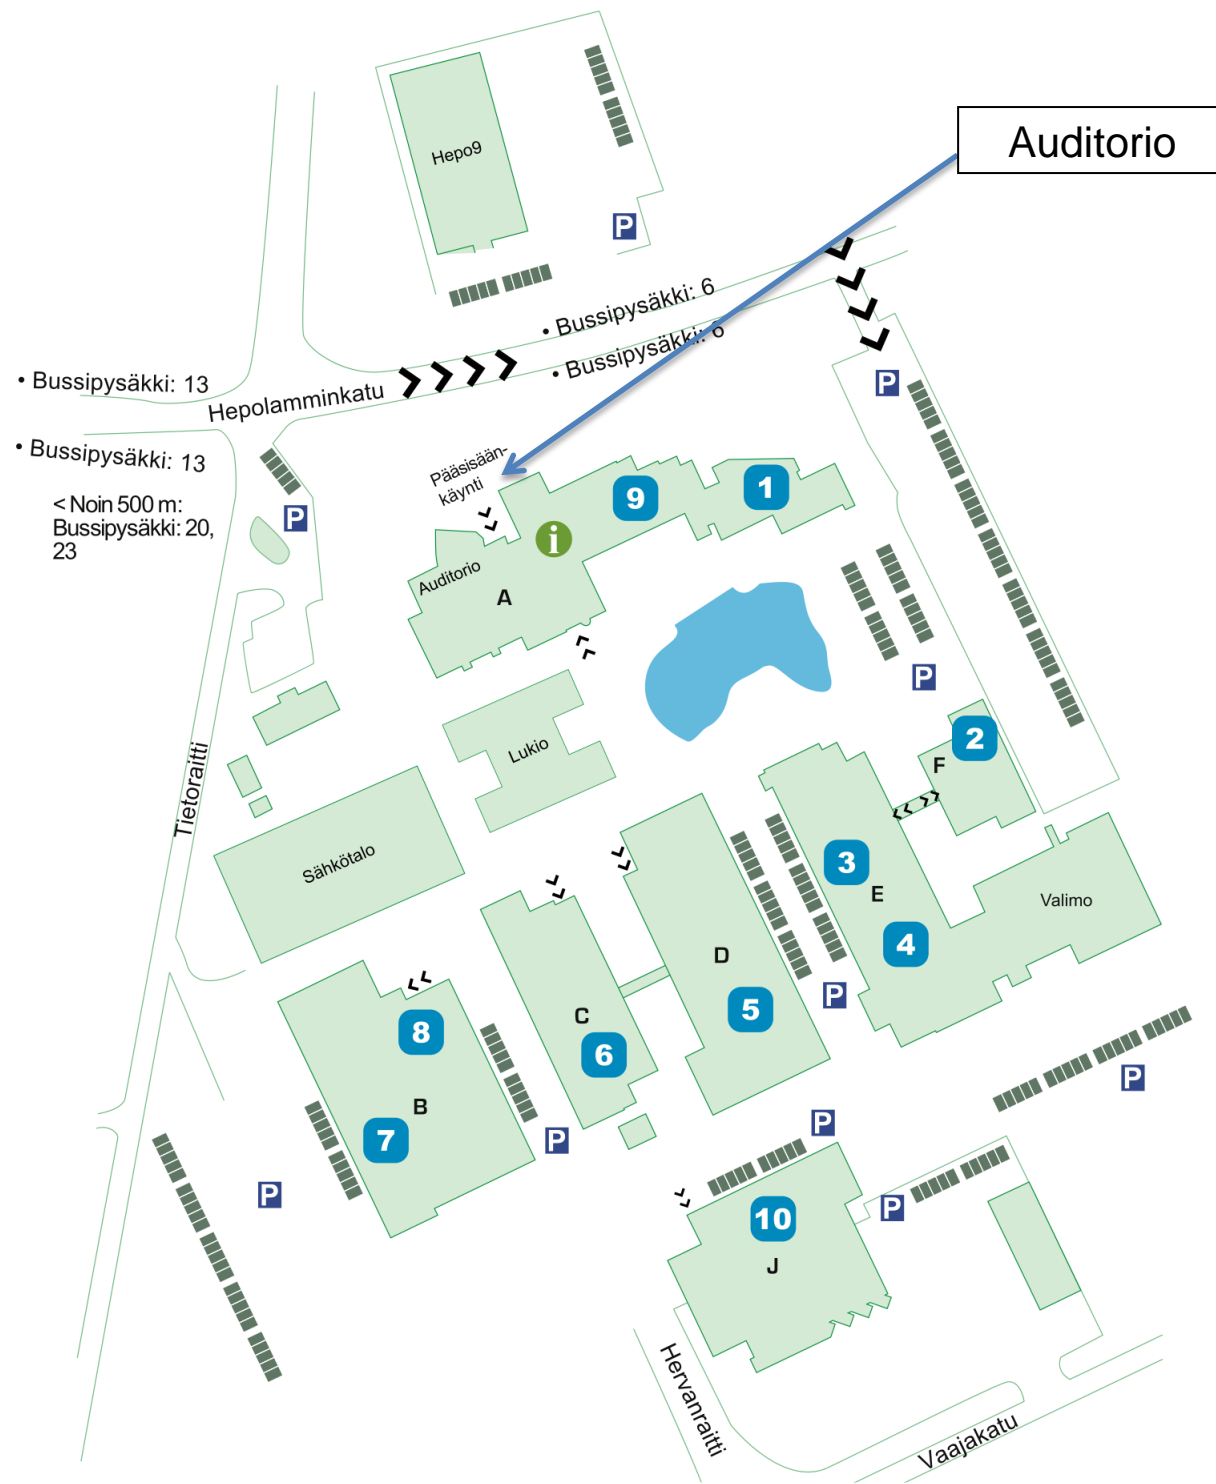 Auditorio
Hepo9
P
• Bussipysäkki: 6
• Bussipysäkki: 6
• Bussipysäkki: 13
Hepolamminkatu
P
• Bussipysäkki: 13
< Noin 500 m:
Bussipysäkki: 20,
23
P
Pääsisään-
käynti
9
1
i
Auditorio
A
P
Lukio
2
F
Tietoraitti
Sähkötalo
3
E
Valimo
4
D
P
5
C
6
8
B
7
P
P
P
P
10
P
J
Hervanraitti
Vaajakatu